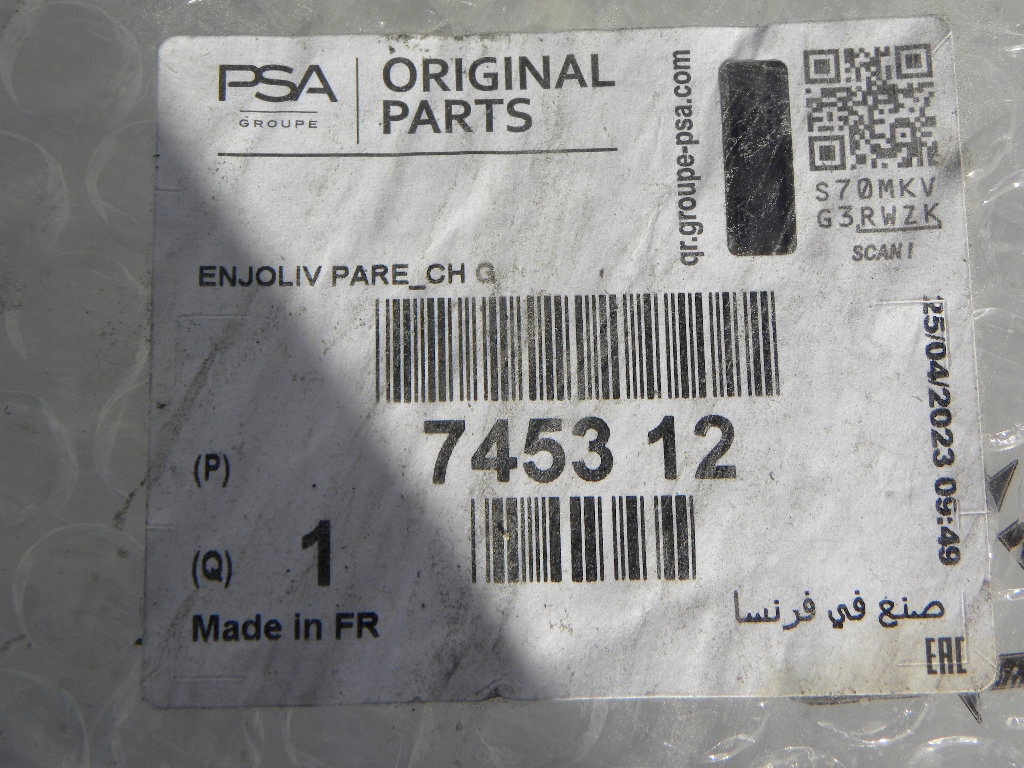 PSA
GROUPE
ORIGINAL
PARTS
qr.groupe-psa.com
S70MKV
G3RWZK
SCAN!
ENJOLIV PARE_CH G
25/04/2023 09:49
(P)
7453 12
(Q)
1
Made in FR
صنع في فرنسا
EAC